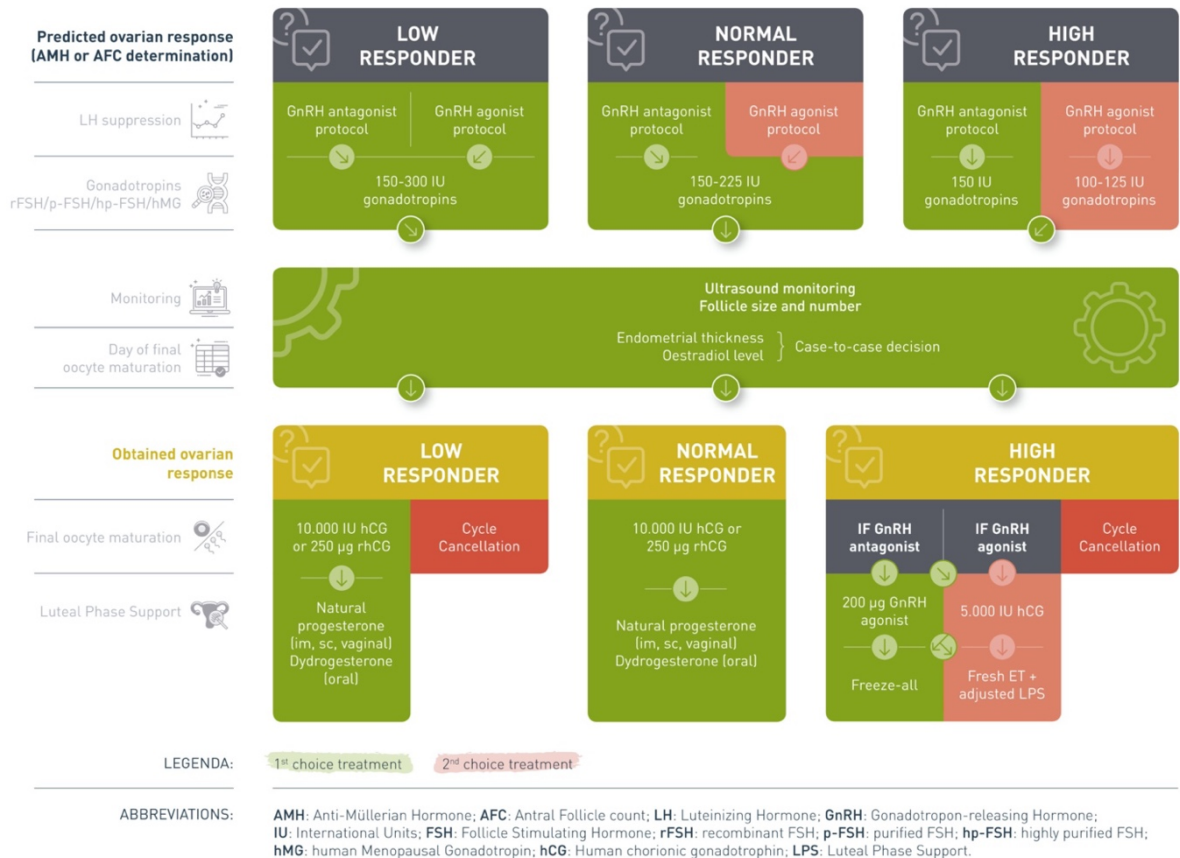 Predicted ovarian response
(AMH or AFC determination)
LOW
RESPONDER
NORMAL
RESPONDER
HIGH
RESPONDER
LH suppression
GnRH antagonist
protocol
GnRH agonist
protocol
GnRH antagonist
protocol
GnRH agonist
protocol
GnRH antagonist
protocol
GnRH agonist
protocol
Gonadotropins
rFSH/p-FSH/hp-FSH/hMG
150-300 IU
gonadotropins
150-225 IU
gonadotropins
150 IU
gonadotropins
100-125 IU
gonadotropins
Monitoring
Ultrasound monitoring
Follicle size and number
Day of final
oocyte maturation
Endometrial thickness
Oestradiol level
Case-to-case decision
Obtained ovarian
response
LOW
RESPONDER
NORMAL
RESPONDER
HIGH
RESPONDER
Final oocyte maturation
10.000 IU hCG
or 250 µg rhCG
Cycle
Cancellation
10.000 IU hCG or
250 µg rhCG
IF GnRH
antagonist
IF GnRH
agonist
Cycle
Cancellation
Luteal Phase Support
Natural
progesterone
(im, sc, vaginal)
Dydrogesterone
(oral)
Natural progesterone
(im, sc, vaginal)
Dydrogesterone (oral)
200 µg GnRH
agonist
5.000 IU hCG
Freeze-all
Fresh ET +
adjusted LPS
LEGENDA:
1st choice treatment
2nd choice treatment
ABBREVIATIONS:
AMH: Anti-Müllerian Hormone; AFC: Antral Follicle count; LH: Luteinizing Hormone; GnRH: Gonadotropon-releasing Hormone;
IU: International Units; FSH: Follicle Stimulating Hormone; rFSH: recombinant FSH; p-FSH: purified FSH; hp-FSH: highly purified FSH;
hMG: human Menopausal Gonadotropin; hCG: Human chorionic gonadotrophin; LPS: Luteal Phase Support.